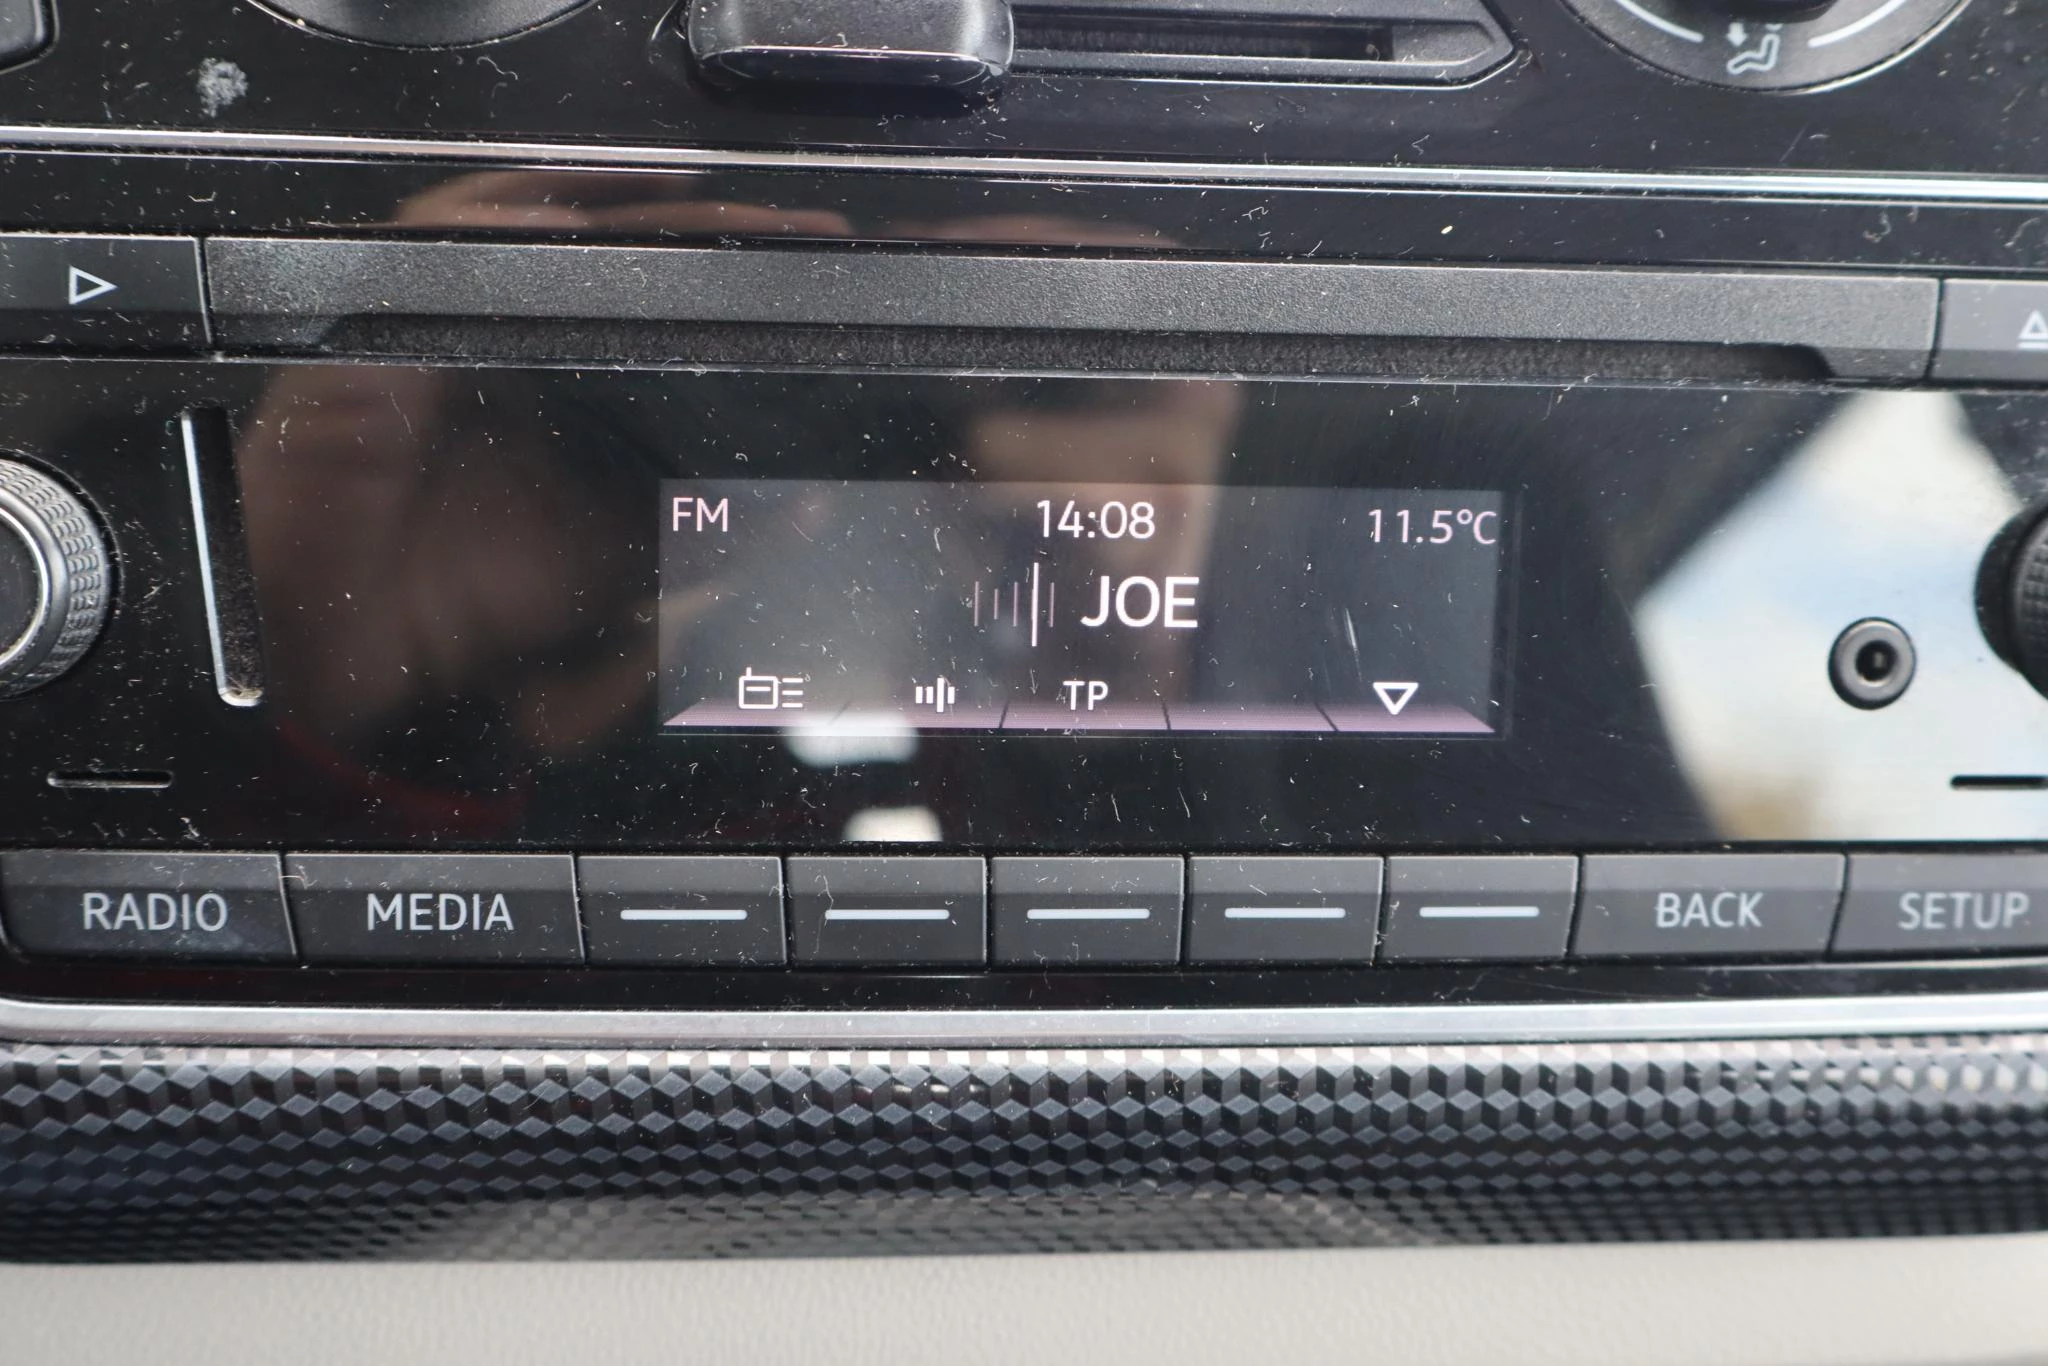 FM 14:08 11.5°C
JOE
TP
RADIO MEDIA BACK SETUP